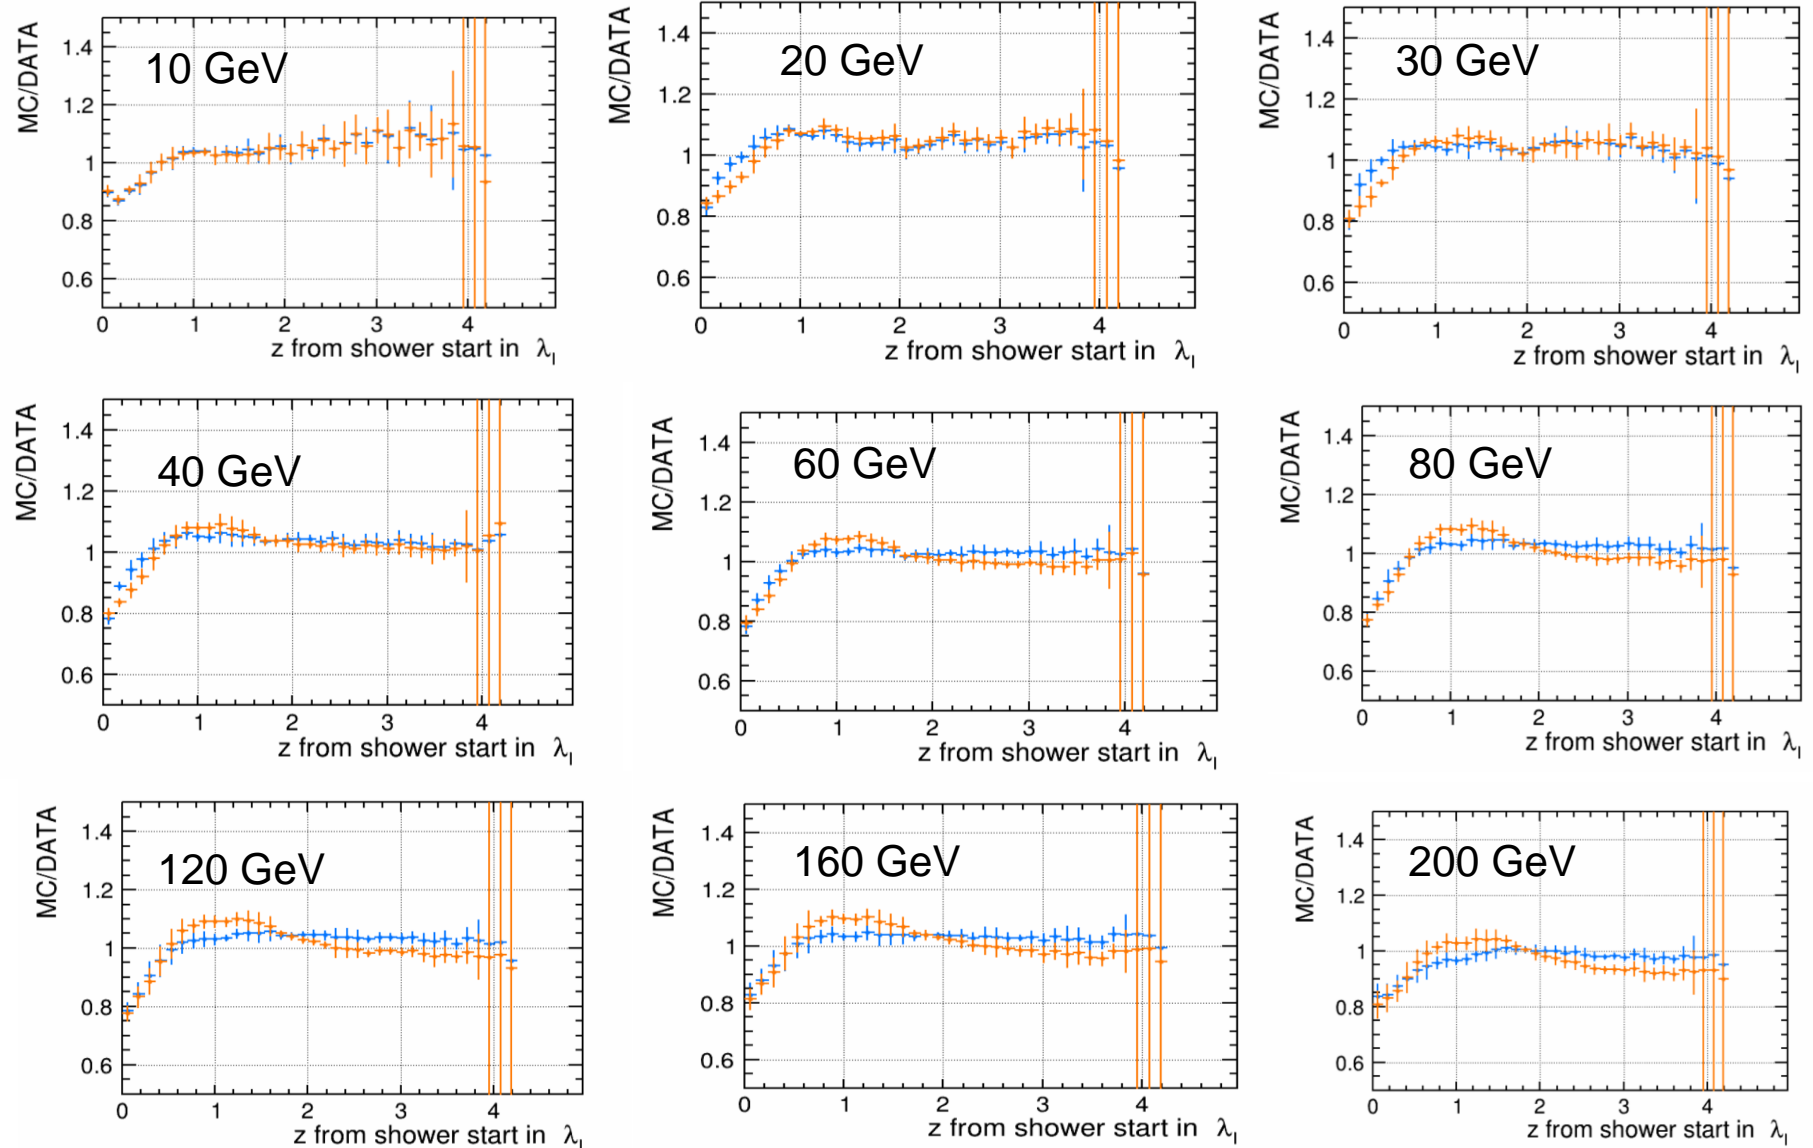 MC/DATA
10 GeV
1.4
1.2
1
0.8
0.6
0 1 2 3 4
z from shower start in λI
MC/DATA
20 GeV
1.4
1.2
1
0.8
0.6
0 1 2 3 4
z from shower start in λI
MC/DATA
30 GeV
1.4
1.2
1
0.8
0.6
0 1 2 3 4
z from shower start in λI
MC/DATA
40 GeV
1.4
1.2
1
0.8
0.6
0 1 2 3 4
z from shower start in λI
MC/DATA
60 GeV
1.4
1.2
1
0.8
0.6
0 1 2 3 4
z from shower start in λI
MC/DATA
80 GeV
1.4
1.2
1
0.8
0.6
0 1 2 3 4
z from shower start in λI
MC/DATA
120 GeV
1.4
1.2
1
0.8
0.6
0 1 2 3 4
z from shower start in λI
MC/DATA
160 GeV
1.4
1.2
1
0.8
0.6
0 1 2 3 4
z from shower start in λI
MC/DATA
200 GeV
1.4
1.2
1
0.8
0.6
0 1 2 3 4
z from shower start in λI